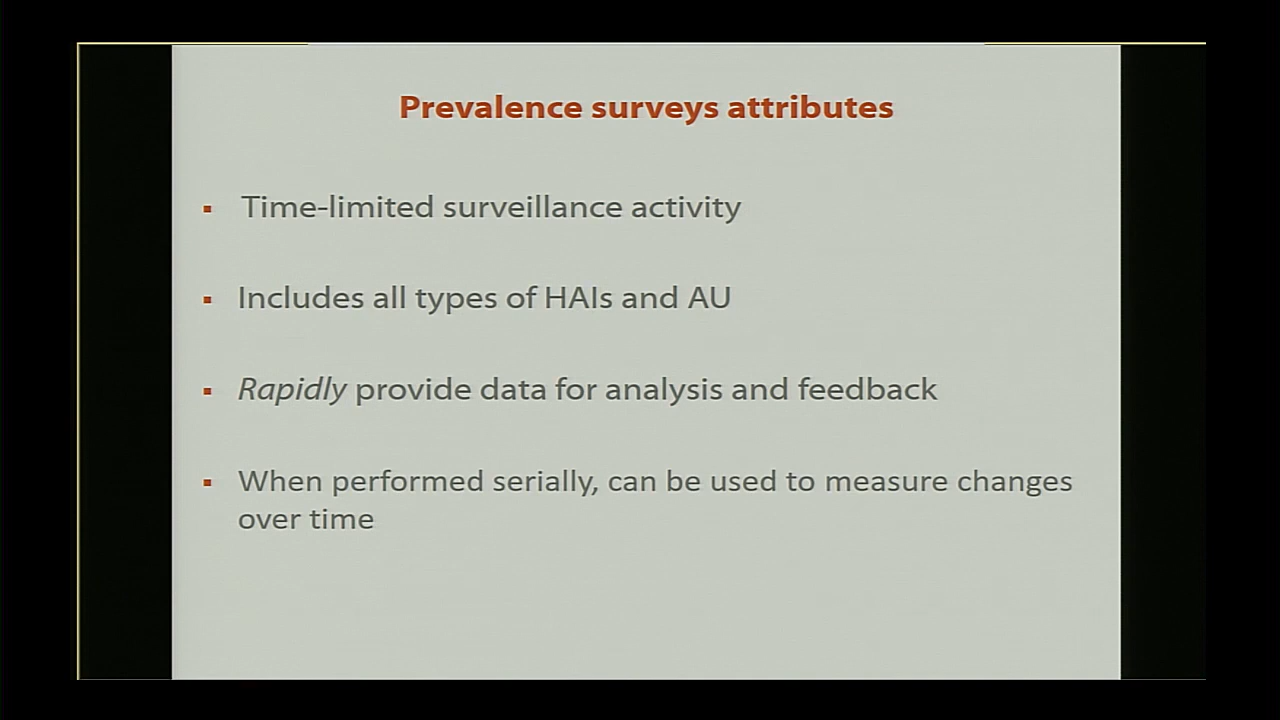 Prevalence surveys attributes
▪ Time-limited surveillance activity
▪ Includes all types of HAIs and AU
▪ Rapidly provide data for analysis and feedback
▪ When performed serially, can be used to measure changes
over time